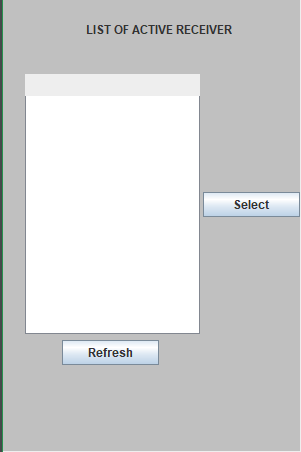 LIST OF ACTIVE RECEIVER
Select
Refresh